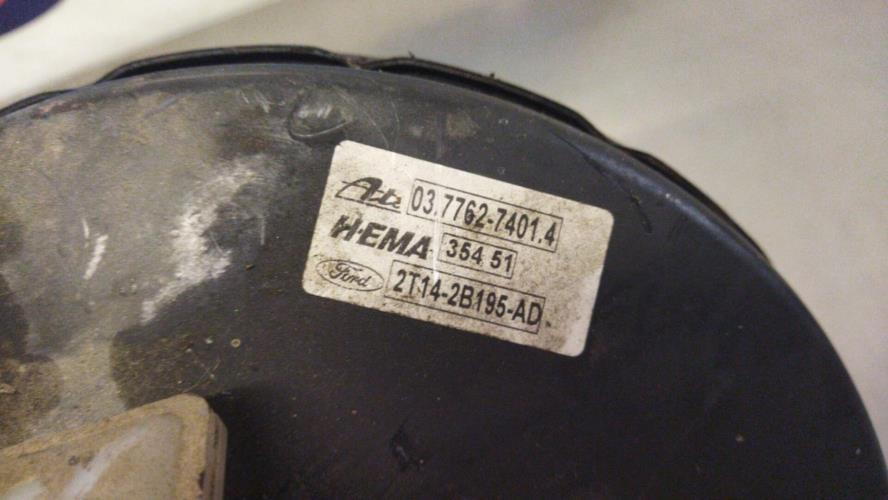 Ate 03.7762-7401.4
HEMA 354 51
Ford 2T14-2B195-AD